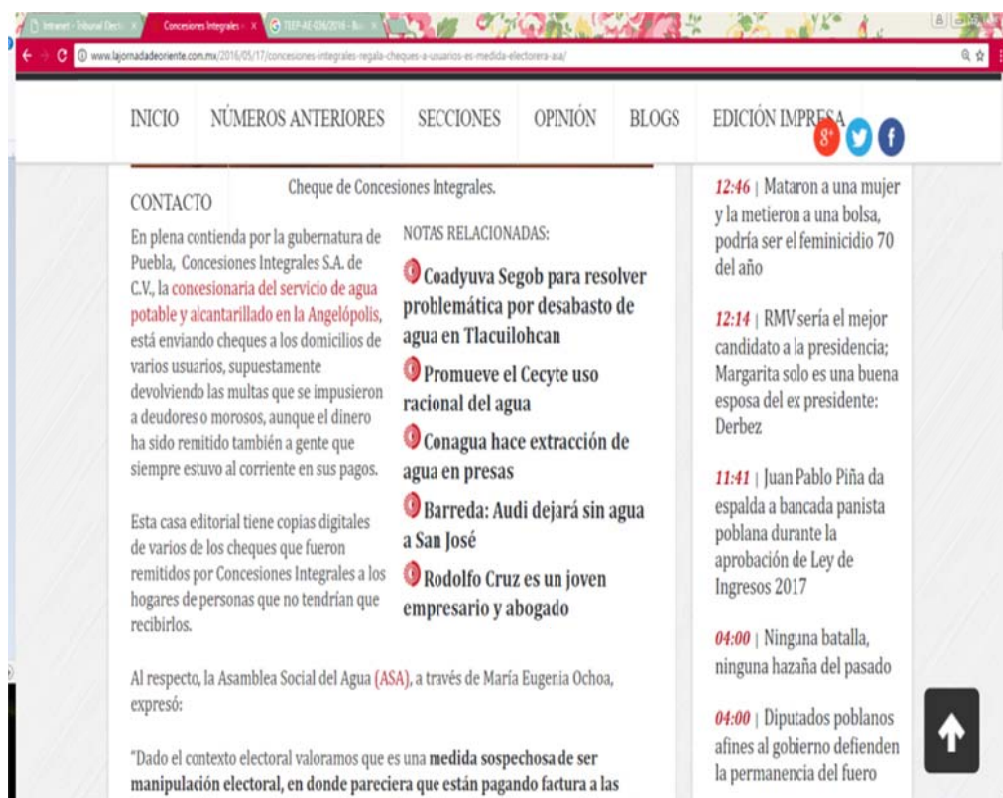 Intranet - Tribunal Elect
Concesiones Integrales
TEEP-AE-036/2016 - Bu
www.lajornadadeoriente.com.mx/2016/05/17/concesiones-integrales-regala-cheques-a-usuarios-es-medida-electorera-asa/
INICIO NÚMEROS ANTERIORES SECCIONES OPINIÓN BLOGS EDICIÓN IMPRESA
CONTACTO
Cheque de Concesiones Integrales.
En plena contienda por la gubernatura de
Puebla, Concesiones Integrales S.A. de
C.V., la concesionaria del servicio de agua
potable y alcantarillado en la Angelópolis,
está enviando cheques a los domicilios de
varios usuarios, supuestamente
devolviendo las multas que se impusieron
a deudores o morosos, aunque el dinero
ha sido remitido también a gente que
siempre estuvo al corriente en sus pagos.
Esta casa editorial tiene copias digitales
de varios de los cheques que fueron
remitidos por Concesiones Integrales a los
hogares de personas que no tendrían que
recibirlos.
NOTAS RELACIONADAS:
Coadyuva Segob para resolver
problemática por desabasto de
agua en Tlacuilohcan
Promueve el Cecyte uso
racional del agua
Conagua hace extracción de
agua en presas
Barreda: Audi dejará sin agua
a San José
Rodolfo Cruz es un joven
empresario y abogado
Al respecto, la Asamblea Social del Agua (ASA), a través de María Eugenia Ochoa,
expresó:
"Dado el contexto electoral valoramos que es una medida sospechosa de ser
manipulación electoral, en donde pareciera que están pagando factura a las
12:46 | Mataron a una mujer
y la metieron a una bolsa,
podría ser el feminicidio 70
del año
12:14 | RMV sería el mejor
candidato a la presidencia;
Margarita solo es una buena
esposa del ex presidente:
Derbez
11:41 | Juan Pablo Piña da
espalda a bancada panista
poblana durante la
aprobación de Ley de
Ingresos 2017
04:00 | Ninguna batalla,
ninguna hazaña del pasado
04:00 | Diputados poblanos
afines al gobierno defienden
la permanencia del fuero